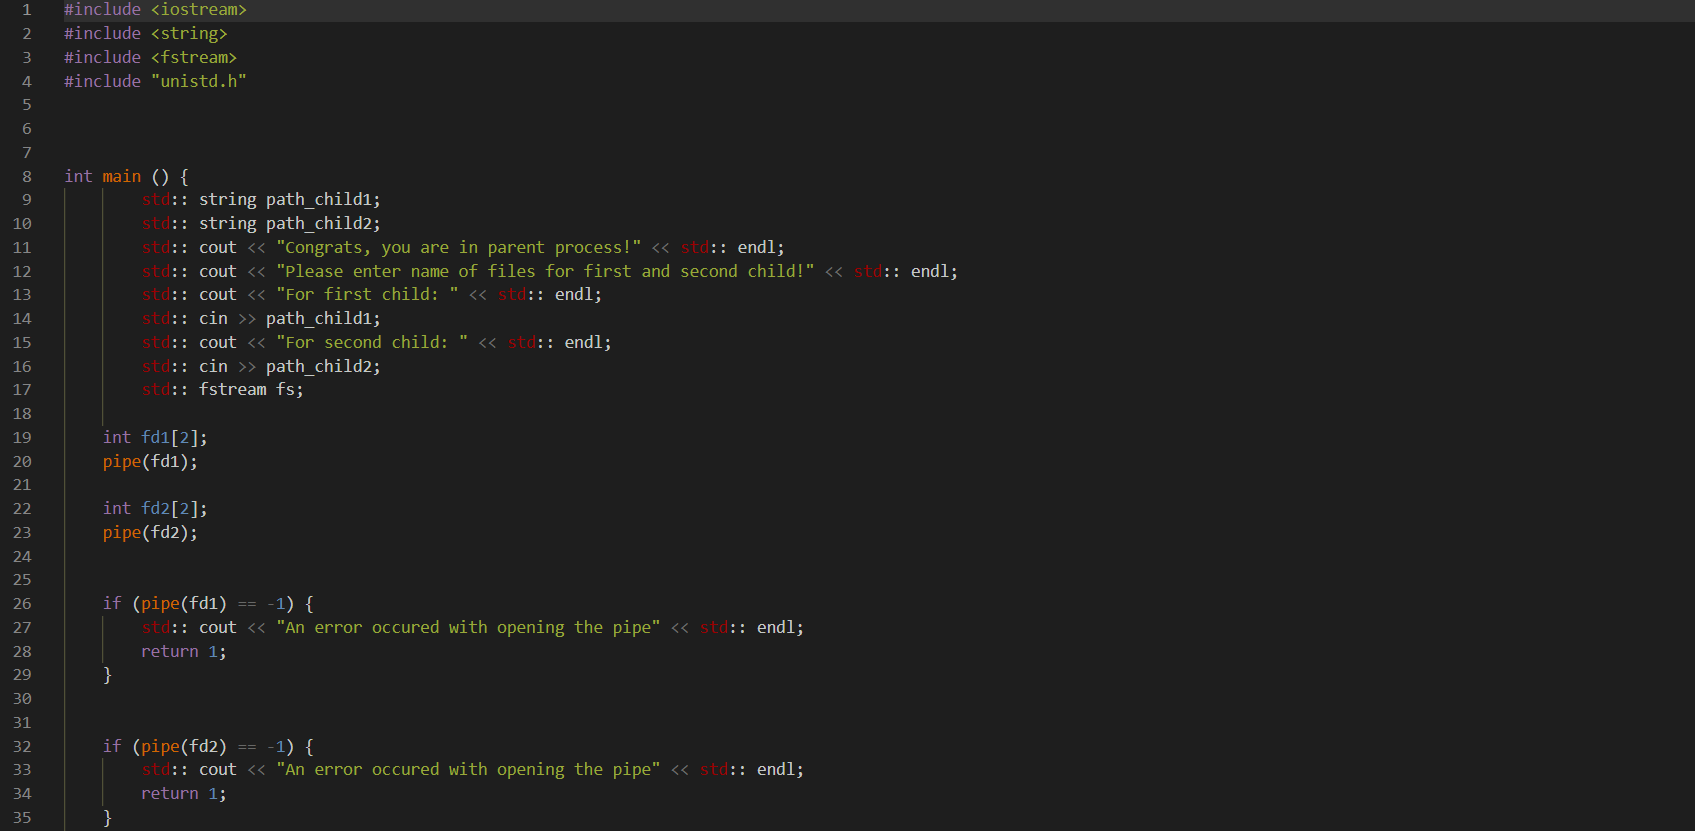 1 #include <iostream>
2 #include <string>
3 #include <fstream>
4 #include "unistd.h"
5
6
7
8 int main () {
9 std:: string path_child1;
10 std:: string path_child2;
11 std:: cout << "Congrats, you are in parent process!" << std:: endl;
12 std:: cout << "Please enter name of files for first and second child!" << std:: endl;
13 std:: cout << "For first child: " << std:: endl;
14 std:: cin >> path_child1;
15 std:: cout << "For second child: " << std:: endl;
16 std:: cin >> path_child2;
17 std:: fstream fs;
18
19 int fd1[2];
20 pipe(fd1);
21
22 int fd2[2];
23 pipe(fd2);
24
25
26 if (pipe(fd1) == -1) {
27 std:: cout << "An error occured with opening the pipe" << std:: endl;
28 return 1;
29 }
30
31
32 if (pipe(fd2) == -1) {
33 std:: cout << "An error occured with opening the pipe" << std:: endl;
34 return 1;
35 }